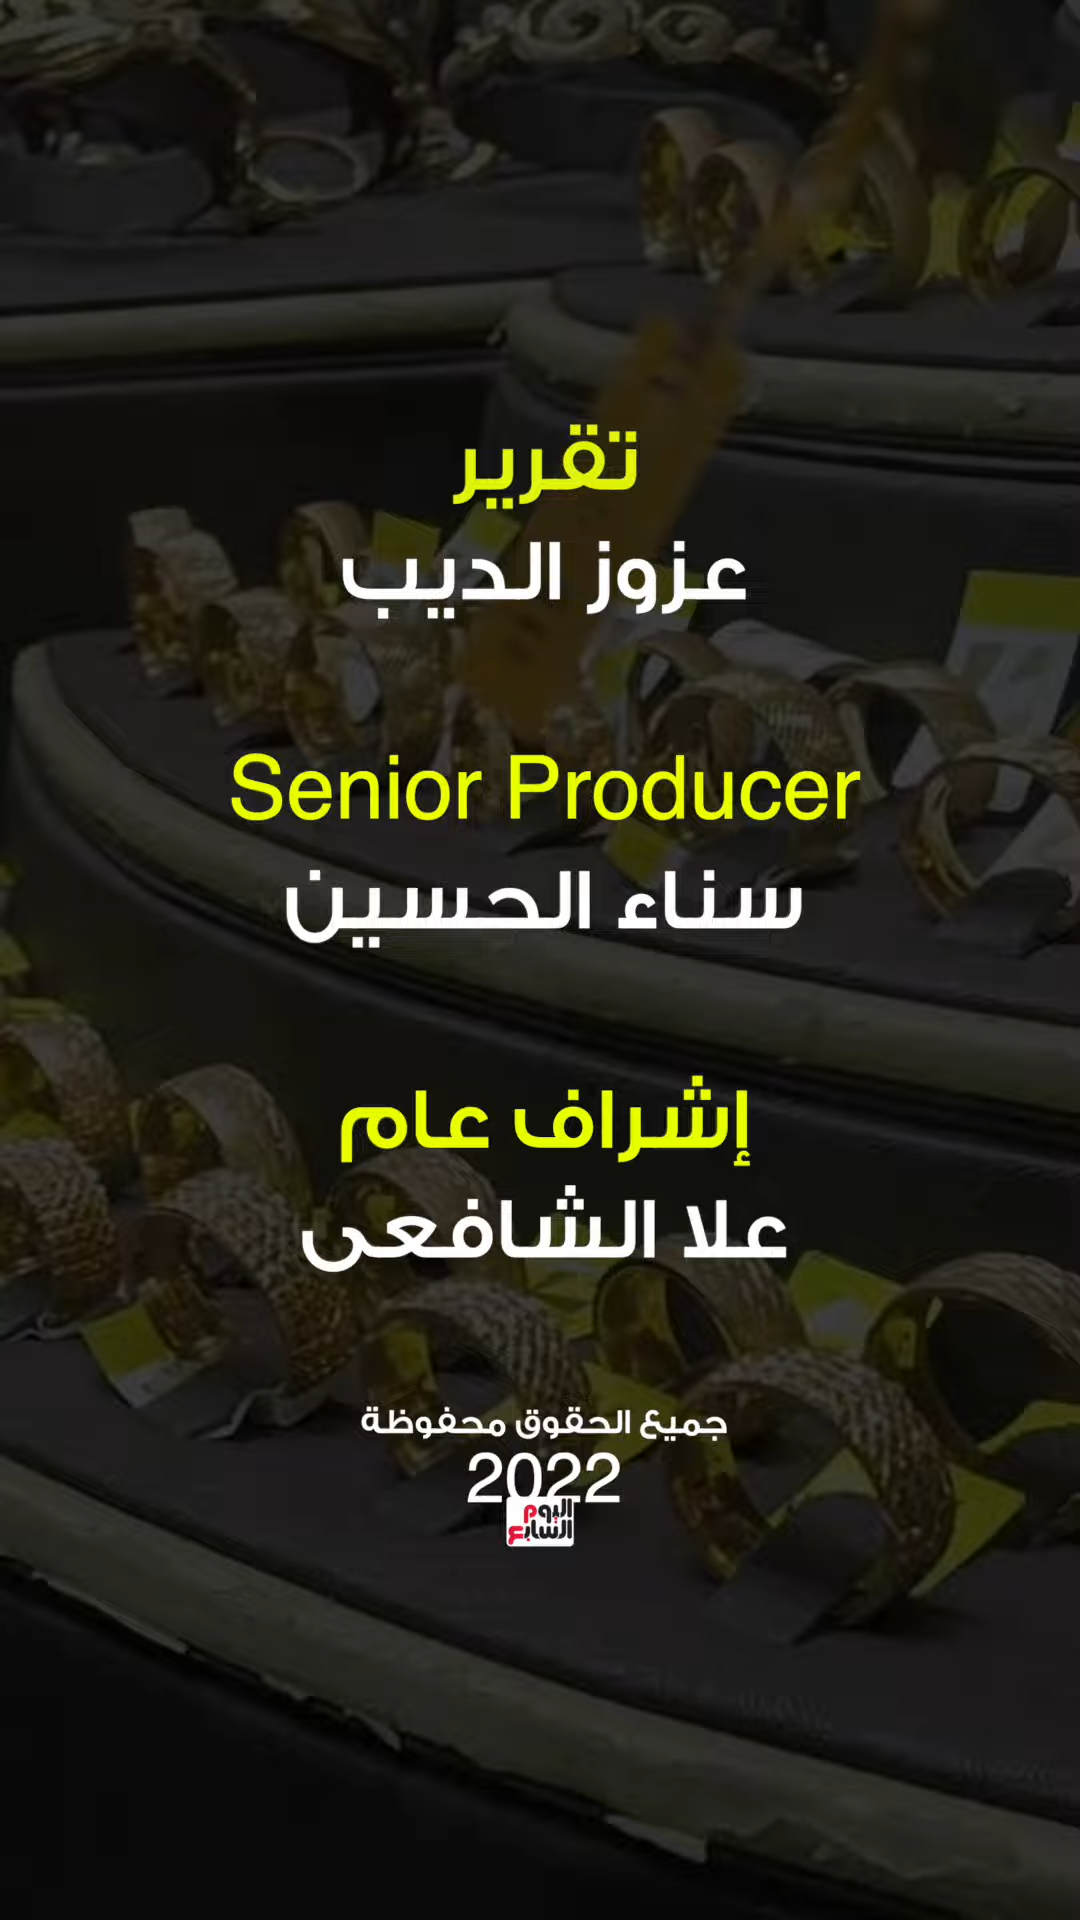 تقرير
عزوز الديب
Senior Producer
سناء الحسين
إشراف عام
علا الشافعى
جميع الحقوق محفوظة
2022
اليوم
السابع